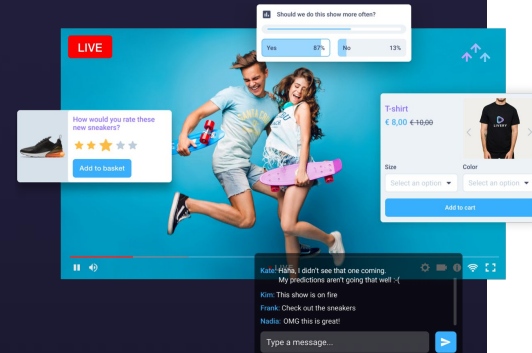 Should we do this show more often?
Yes 87% No 13%
LIVE
How would you rate these
new sneakers?
Add to basket
T-shirt
€ 8,00 € 10,00
LIVERY
Size Color
Select an option Select an option
Add to cart
LIVE
Kate: Haha, I didn't see that one coming.
My predictions aren't going that well :-(
Kim: This show is on fire
Frank: Check out the sneakers
Nadia: OMG this is great!
Type a message...